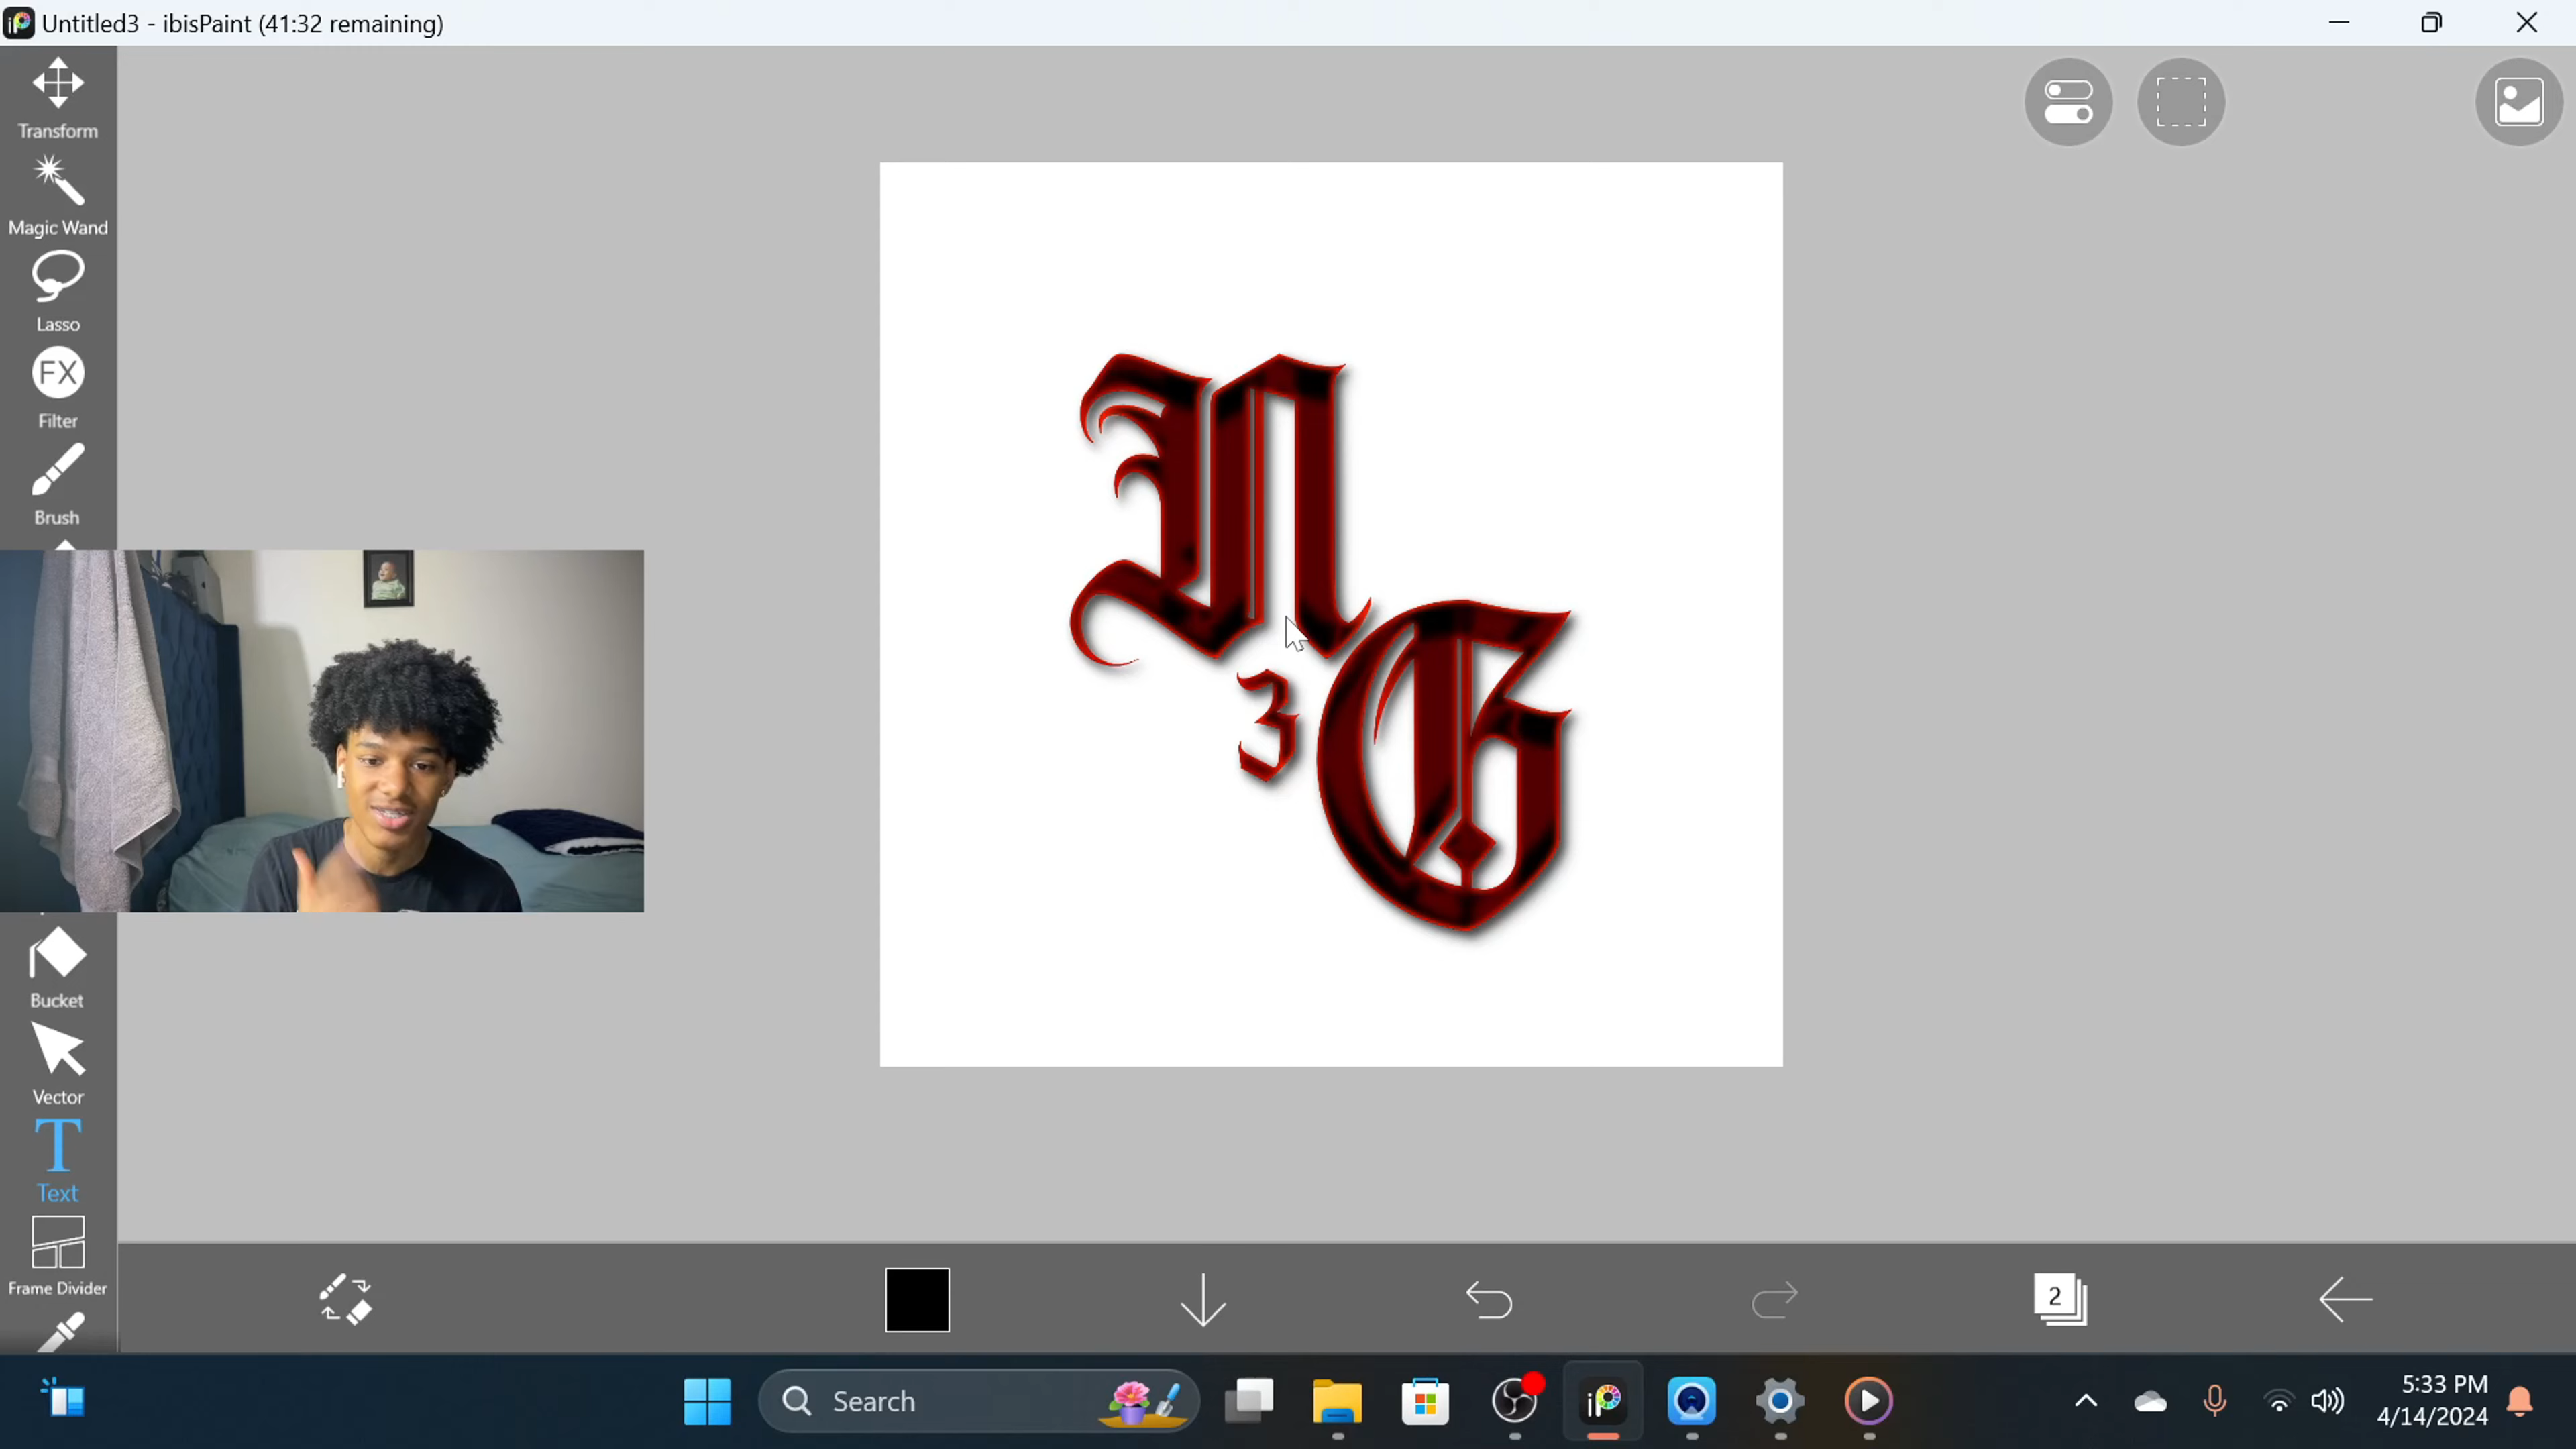 Untitled3 - ibisPaint (41:32 remaining)
Transform
Magic Wand
Lasso
FX
Filter
Brush
N
3
G
Bucket
Vector
T
Text
Frame Divider
2
Search
iP
5:33 PM
4/14/2024